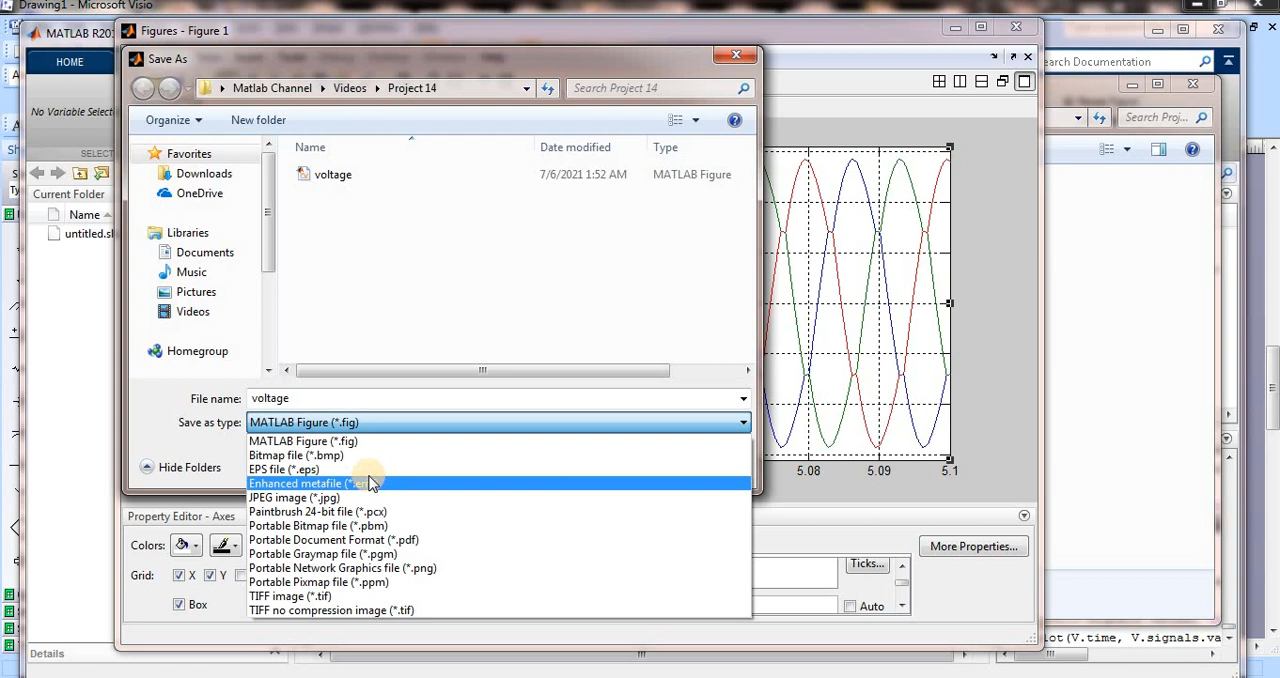 Drawing1 - Microsoft Visio
MATLAB R201
Figures - Figure 1
HOME
Search Documentation
No Variable Select
SELECT
Current Folder
Name
untitled.sl
Details
Save As
Matlab Channel
Videos
Project 14
Search Project 14
Search Proj...
Organize
New folder
Favorites
Downloads
OneDrive
Libraries
Documents
Music
Pictures
Videos
Homegroup
Name
Date modified
Type
voltage
7/6/2021 1:52 AM
MATLAB Figure
File name:
voltage
Save as type:
MATLAB Figure (*.fig)
Hide Folders
MATLAB Figure (*.fig)
Bitmap file (*.bmp)
EPS file (*.eps)
Enhanced metafile
JPEG image (*.jpg)
Paintbrush 24-bit file (*.pcx)
Portable Bitmap file (*.pbm)
Portable Document Format (*.pdf)
Portable Graymap file (*.pgm)
Portable Network Graphics file (*.png)
Portable Pixmap file (*.ppm)
TIFF image (*.tif)
TIFF no compression image (*.tif)
5.08
5.09
5.1
Property Editor - Axes
Colors:
Grid:
X
Y
Box
Ticks...
Auto
More Properties...
lot(V.time, V.signals.va